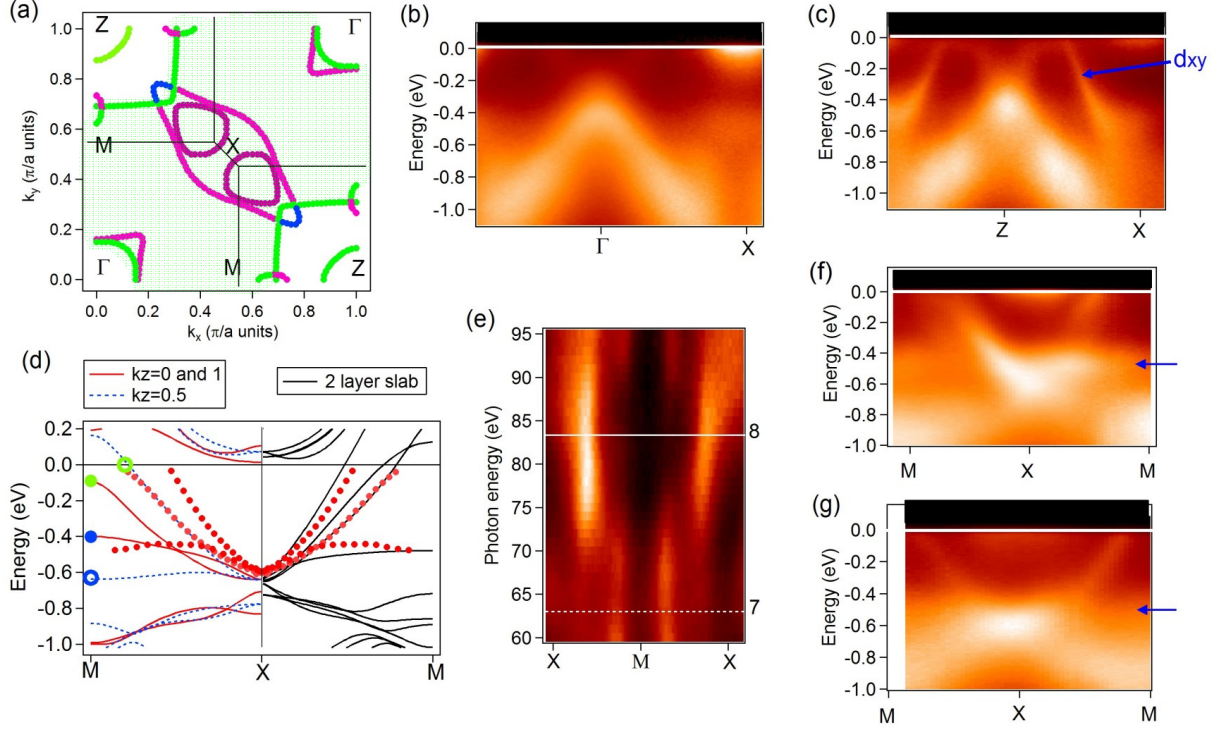 (a)
Z
Γ
M
X
Γ
M
Z
1.0
0.8
0.6
0.4
0.2
0.0
0.0
0.2
0.4
0.6
0.8
1.0
ky (π/a units)
kx (π/a units)
(b)
0.0
-0.2
-0.4
-0.6
-0.8
-1.0
Energy (eV)
Γ
X
(c)
0.0
-0.2
-0.4
-0.6
-0.8
-1.0
Energy (eV)
dxy
Z
X
(d)
kz=0 and 1
kz=0.5
2 layer slab
0.2
0.0
-0.2
-0.4
-0.6
-0.8
-1.0
Energy (eV)
M
X
M
(e)
95
90
85
80
75
70
65
60
Photon energy (eV)
8
7
X
M
X
(f)
0.0
-0.2
-0.4
-0.6
-0.8
-1.0
Energy (eV)
M
X
M
(g)
0.0
-0.2
-0.4
-0.6
-0.8
-1.0
Energy (eV)
M
X
M